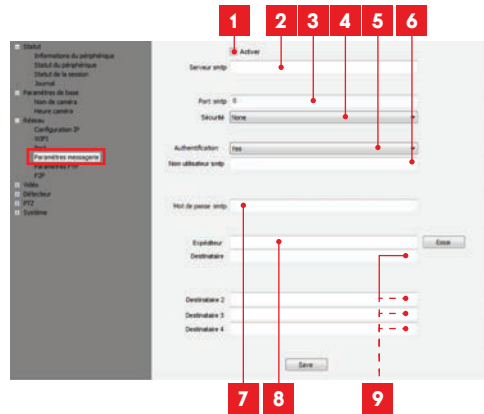 1 2 3 4 5 6
Statut
Informations du périphérique
Statut du périphérique
Statut de la session
Journal
Paramètres de base
Nom de caméra
Heure caméra
Réseau
Configuration IP
WIFI
Port
Paramètres messagerie
Paramètres FTP
P2P
Vidéo
Détecteur
PTZ
Système
Activer
Serveur smtp
Port smtp 0
Sécurité None
Authentification Yes
Nom utilisateur smtp
Mot de passe smtp
Expéditeur Essai
Destinataire
Destinataire 2
Destinataire 3
Destinataire 4
Save
7 8 9